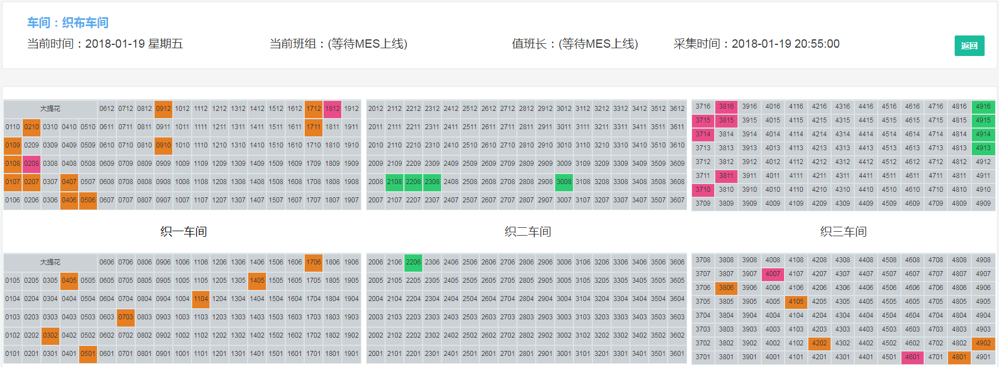 车间：织布车间
当前时间：2018-01-19 星期五 当前班组：(等待MES上线) 值班长：(等待MES上线) 采集时间：2018-01-19 20:55:00 返回
大提花 0612 0712 0812 0912 1012 1112 1212 1312 1412 1512 1612 1712 1812 1912
0110 0210 0310 0410 0510 0611 0711 0811 0911 1011 1111 1211 1311 1411 1511 1611 1711 1811 1911
0109 0209 0309 0409 0509 0610 0710 0810 0910 1010 1110 1210 1310 1410 1510 1610 1710 1810 1910
0108 0208 0308 0408 0508 0609 0709 0809 0909 1009 1109 1209 1309 1409 1509 1609 1709 1809 1909
0107 0207 0307 0407 0507 0608 0708 0808 0908 1008 1108 1208 1308 1408 1508 1608 1708 1808 1908
0106 0206 0306 0406 0506 0607 0707 0807 0907 1007 1107 1207 1307 1407 1507 1607 1707 1807 1907
2012 2112 2212 2312 2412 2512 2612 2712 2812 2912 3012 3112 3212 3312 3412 3512 3612
2011 2111 2211 2311 2411 2511 2611 2711 2811 2911 3011 3111 3211 3311 3411 3511 3611
2010 2110 2210 2310 2410 2510 2610 2710 2810 2910 3010 3110 3210 3310 3410 3510 3610
2009 2109 2209 2309 2409 2509 2609 2709 2809 2909 3009 3109 3209 3309 3409 3509 3609
2008 2108 2208 2308 2408 2508 2608 2708 2808 2908 3008 3108 3208 3308 3408 3508 3608
2007 2107 2207 2307 2407 2507 2607 2707 2807 2907 3007 3107 3207 3307 3407 3507 3607
3716 3816 3916 4016 4116 4216 4316 4416 4516 4616 4716 4816 4916
3715 3815 3915 4015 4115 4215 4315 4415 4515 4615 4715 4815 4915
3714 3814 3914 4014 4114 4214 4314 4414 4514 4614 4714 4814 4914
3713 3813 3913 4013 4113 4213 4313 4413 4513 4613 4713 4813 4913
3712 3812 3912 4012 4112 4212 4312 4412 4512 4612 4712 4812 4912
3711 3811 3911 4011 4111 4211 4311 4411 4511 4611 4711 4811 4911
3710 3810 3910 4010 4110 4210 4310 4410 4510 4610 4710 4810 4910
3709 3809 3909 4009 4109 4209 4309 4409 4509 4609 4709 4809 4909
织一车间 织二车间 织三车间
大提花 0606 0706 0806 0906 1006 1106 1206 1306 1406 1506 1606 1706 1806 1906
0105 0205 0305 0405 0505 0605 0705 0805 0905 1005 1105 1205 1305 1405 1505 1605 1705 1805 1905
0104 0204 0304 0404 0504 0604 0704 0804 0904 1004 1104 1204 1304 1404 1504 1604 1704 1804 1904
0103 0203 0303 0403 0503 0603 0703 0803 0903 1003 1103 1203 1303 1403 1503 1603 1703 1803 1903
0102 0202 0302 0402 0502 0602 0702 0802 0902 1002 1102 1202 1302 1402 1502 1602 1702 1802 1902
0101 0201 0301 0401 0501 0601 0701 0801 0901 1001 1101 1201 1301 1401 1501 1601 1701 1801 1901
2006 2106 2206 2306 2406 2506 2606 2706 2806 2906 3006 3106 3206 3306 3406 3506 3606
2005 2105 2205 2305 2405 2505 2605 2705 2805 2905 3005 3105 3205 3305 3405 3505 3605
2004 2104 2204 2304 2404 2504 2604 2704 2804 2904 3004 3104 3204 3304 3404 3504 3604
2003 2103 2203 2303 2403 2503 2603 2703 2803 2903 3003 3103 3203 3303 3403 3503 3603
2002 2102 2202 2302 2402 2502 2602 2702 2802 2902 3002 3102 3202 3302 3402 3502 3602
2001 2101 2201 2301 2401 2501 2601 2701 2801 2901 3001 3101 3201 3301 3401 3501 3601
3708 3808 3908 4008 4108 4208 4308 4408 4508 4608 4708 4808 4908
3707 3807 3907 4007 4107 4207 4307 4407 4507 4607 4707 4807 4907
3706 3806 3906 4006 4106 4206 4306 4406 4506 4606 4706 4806 4906
3705 3805 3905 4005 4105 4205 4305 4405 4505 4605 4705 4805 4905
3704 3804 3904 4004 4104 4204 4304 4404 4504 4604 4704 4804 4904
3703 3803 3903 4003 4103 4203 4303 4403 4503 4603 4703 4803 4903
3702 3802 3902 4002 4102 4202 4302 4402 4502 4602 4702 4802 4902
3701 3801 3901 4001 4101 4201 4301 4401 4501 4601 4701 4801 4901